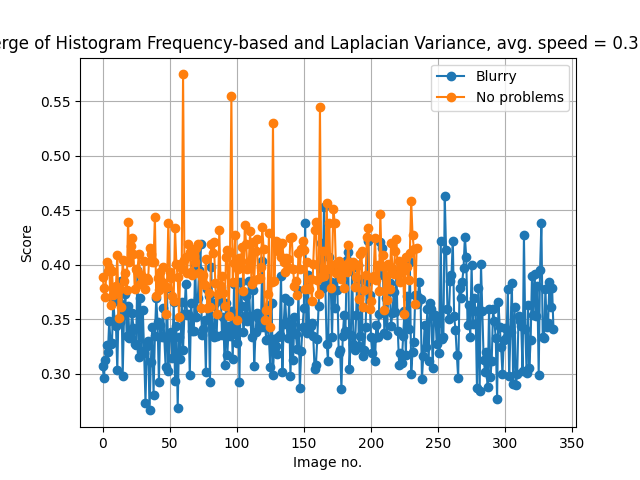 erge of Histogram Frequency-based and Laplacian Variance, avg. speed = 0.3
Blurry
No problems
Score
0.55
0.50
0.45
0.40
0.35
0.30
0 50 100 150 200 250 300 350
Image no.